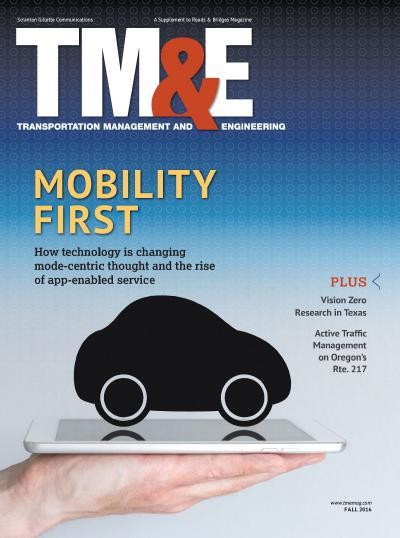 Scranton Gillette Communications
A Supplement to Roads & Bridges Magazine
TM&E
TRANSPORTATION MANAGEMENT AND ENGINEERING
MOBILITY
FIRST
How technology is changing
mode-centric thought and the rise
of app-enabled service
PLUS
Vision Zero
Research in Texas
Active Traffic
Management
on Oregon's
Rte. 217
www.tmemag.com
FALL 2016